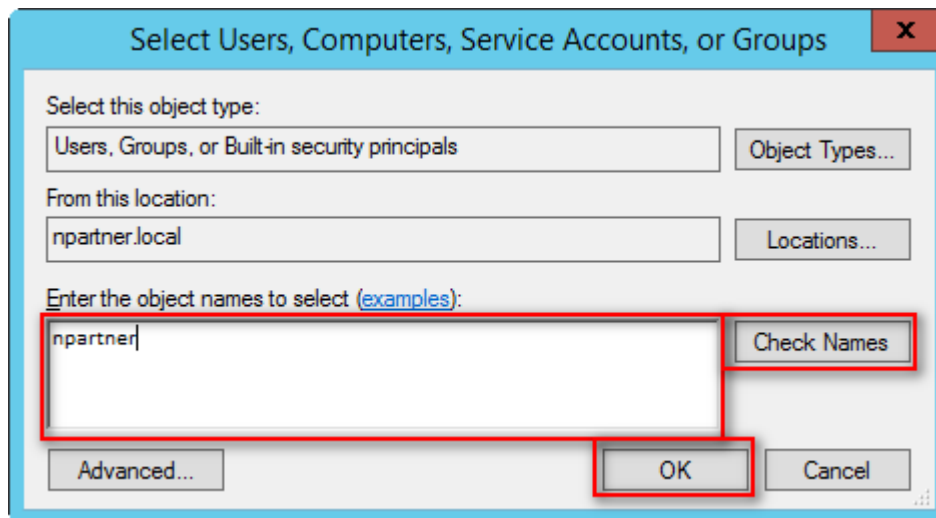 Select Users, Computers, Service Accounts, or Groups
x
Select this object type:
Users, Groups, or Built-in security principals
Object Types...
From this location:
npartner.local
Locations...
Enter the object names to select (examples):
npartner
Check Names
Advanced...
OK
Cancel